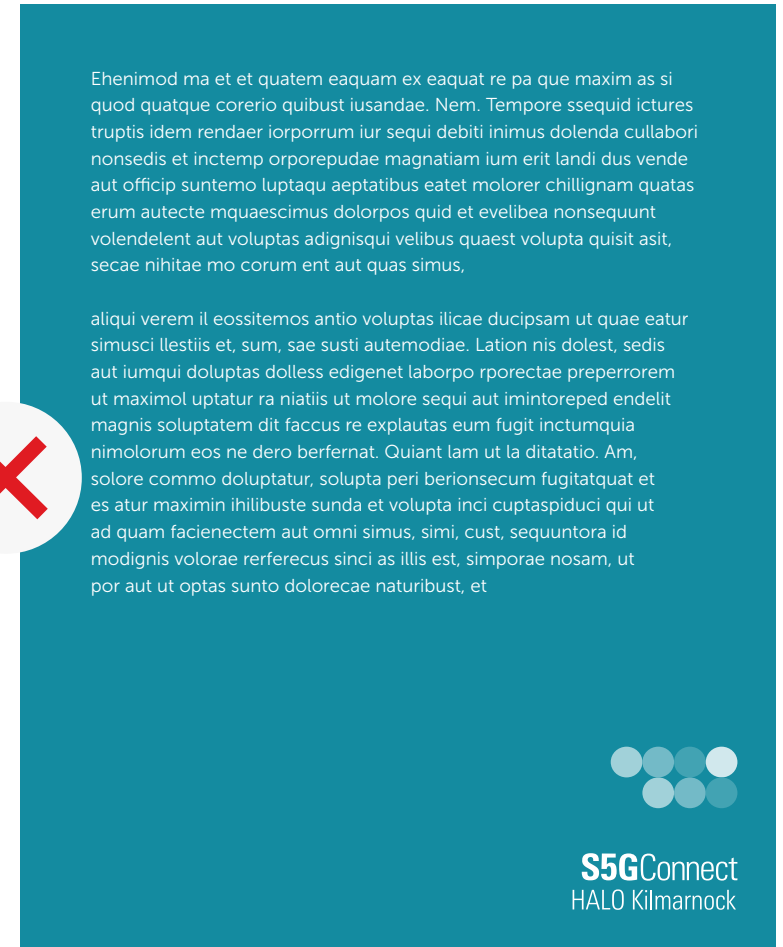 Ehenimod ma et et quatem eaquam ex eaquat re pa que maxim as si
quod quatque corerio quibust iusandae. Nem. Tempore ssequid ictures
truptis idem rendaer iorporrum iur sequi debiti inimus dolenda cullabori
nonsedis et inctemp orporepudae magnatiam ium erit landi dus vende
aut officip suntemo luptaqu aeptatibus eatet molorer chillignam quatas
erum autecte mquaescimus dolorpos quid et evelibea nonsequunt
volendelent aut voluptas adignisqui velibus quaest volupta quisit asit,
secae nihitae mo corum ent aut quas simus,

aliqui verem il eossitemos antio voluptas ilicae ducipsam ut quae eatur
simusci llestiis et, sum, sae susti autemodiae. Lation nis dolest, sedis
aut iumqui doluptas dolless edigenet laborpo rporectae preperrorem
ut maximol uptatur ra niatiis ut molore sequi aut imintoreped endelit
magnis soluptatem dit faccus re explautas eum fugit inctumquia
nimolorum eos ne dero berfernat. Quiant lam ut la ditatatio. Am,
solore commo doluptatur, solupta peri berionsecum fugitatquat et
es atur maximin ihilibuste sunda et volupta inci cuptaspiduci qui ut
ad quam facienectem aut omni simus, simi, cust, sequuntora id
modignis volorae rerferecus sinci as illis est, simporae nosam, ut
por aut ut optas sunto dolorecae naturibust, et

S5GConnect
HALO Kilmarnock